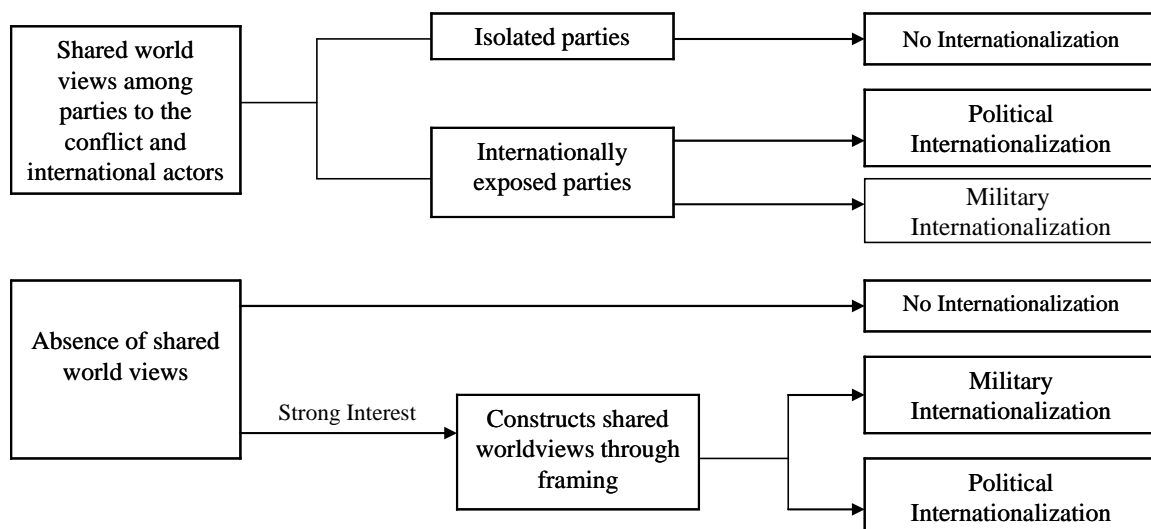 Shared world
views among
parties to the
conflict and
international actors
Isolated parties
No Internationalization
Internationally
exposed parties
Political
Internationalization
Military
Internationalization
Absence of shared
world views
No Internationalization
Strong Interest
Constructs shared
worldviews through
framing
Military
Internationalization
Political
Internationalization